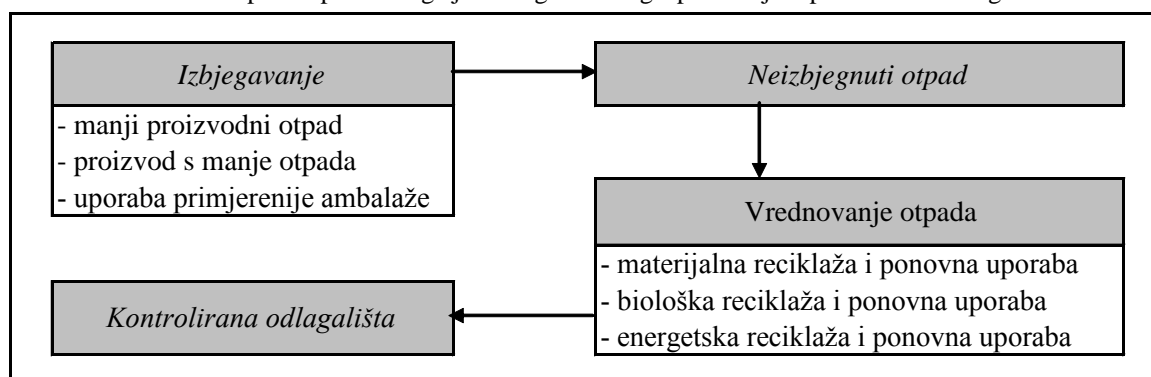 Izbjegavanje
- manji proizvodni otpad
- proizvod s manje otpada
- uporaba primjerenije ambalaže
Neizbjegnuti otpad
Vrednovanje otpada
- materijalna reciklaža i ponovna uporaba
- biološka reciklaža i ponovna uporaba
- energetska reciklaža i ponovna uporaba
Kontrolirana odlagališta